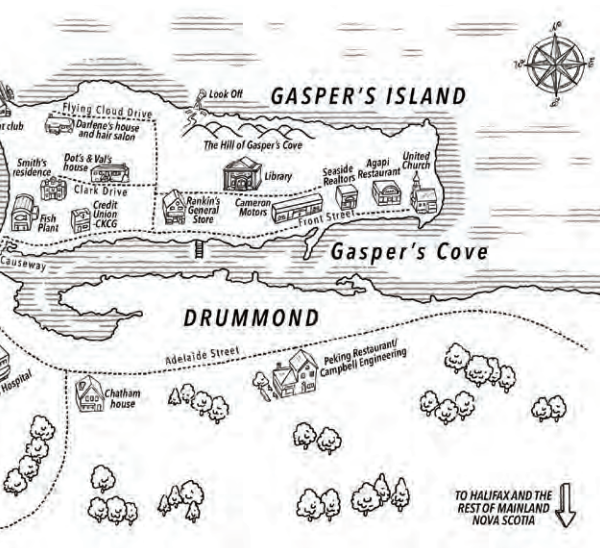 N
W
E
S
Look Off
GASPER'S ISLAND
club
Flying Cloud Drive
Darlene's house
and hair salon
The Hill of Gasper's Cove
Smith's
residence
Dot's & Val's
house
Clark Drive
Library
Seaside
Realtors
Agapi
Restaurant
United
Church
Fish
Plant
Credit
Union
-CKCG
Rankin's
General
Store
Cameron
Motors
Front Street
Causeway
Gasper's Cove
DRUMMOND
Adelaide Street
Peking Restaurant/
Campbell Engineering
Hospital
Chatham
house
TO HALIFAX AND THE
REST OF MAINLAND
NOVA SCOTIA